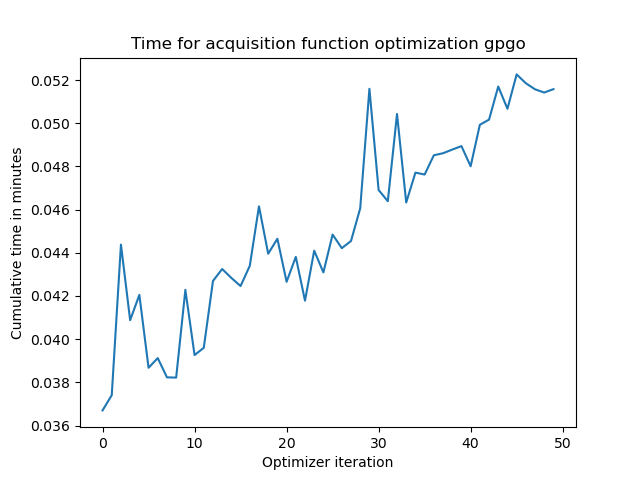 Time for acquisition function optimization gpgo
Cumulative time in minutes
0.052
0.050
0.048
0.046
0.044
0.042
0.040
0.038
0.036
0 10 20 30 40 50
Optimizer iteration